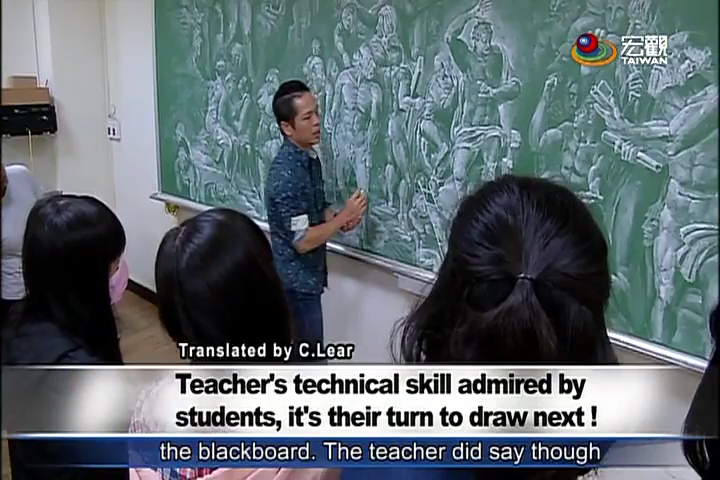 宏觀
TAIWAN
Translated by C.Lear
Teacher's technical skill admired by
students, it's their turn to draw next !
the blackboard. The teacher did say though